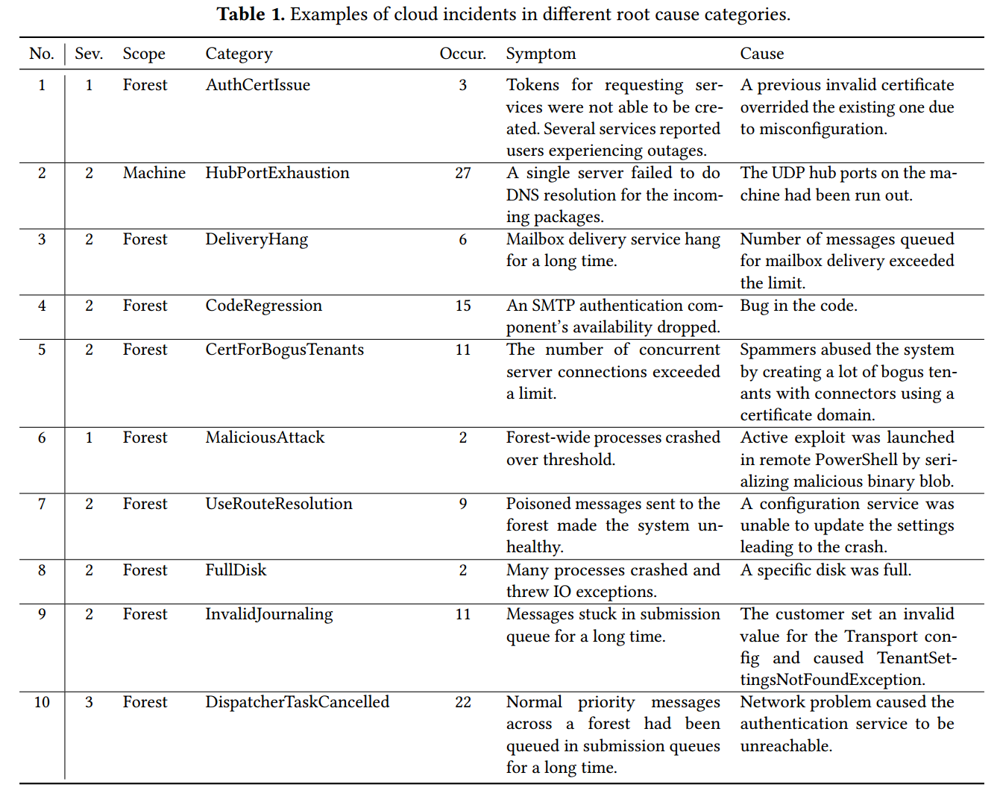 Table 1. Examples of cloud incidents in different root cause categories.
No. Sev. Scope Category Occur. Symptom Cause
1 1 Forest AuthCertIssue 3 Tokens for requesting ser- A previous invalid certificate
vices were not able to be cre- overrided the existing one due
ated. Several services reported to misconfiguration.
users experiencing outages.
2 2 Machine HubPortExhaustion 27 A single server failed to do The UDP hub ports on the ma-
DNS resolution for the incom- chine had been run out.
ing packages.
3 2 Forest DeliveryHang 6 Mailbox delivery service hang Number of messages queued
for a long time. for mailbox delivery exceeded
the limit.
4 2 Forest CodeRegression 15 An SMTP authentication com- Bug in the code.
ponent's availability dropped.
5 2 Forest CertForBogusTenants 11 The number of concurrent Spammers abused the system
server connections exceeded by creating a lot of bogus ten-
a limit. ants with connectors using a
certificate domain.
6 1 Forest MaliciousAttack 2 Forest-wide processes crashed Active exploit was launched
over threshold. in remote PowerShell by seri-
alizing malicious binary blob.
7 2 Forest UseRouteResolution 9 Poisoned messages sent to the A configuration service was
forest made the system un- unable to update the settings
healthy. leading to the crash.
8 2 Forest FullDisk 2 Many processes crashed and A specific disk was full.
threw IO exceptions.
9 2 Forest InvalidJournaling 11 Messages stuck in submission The customer set an invalid
queue for a long time. value for the Transport con-
fig and caused TenantSet-
tingsNotFoundException.
10 3 Forest DispatcherTaskCancelled 22 Normal priority messages Network problem caused the
across a forest had been authentication service to be
queued in submission queues unreachable.
for a long time.